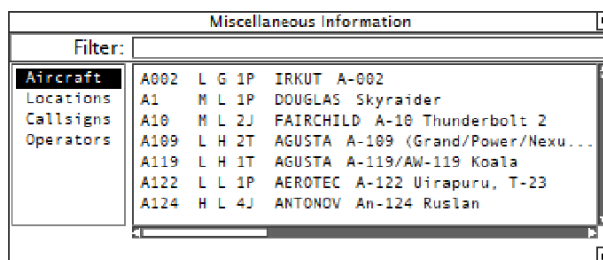 Miscellaneous Information
Filter:
Aircraft
Locations
Callsigns
Operators
A002 L G 1P IRKUT A-002
A1 M L 1P DOUGLAS Skyraider
A10 M L 2J FAIRCHILD A-10 Thunderbolt 2
A109 L H 2T AGUSTA A-109 (Grand/Power/Nexu...
A119 L H 1T AGUSTA A-119/AW-119 Koala
A122 L L 1P AEROTEC A-122 Uirapuru, T-23
A124 H L 4J ANTONOV An-124 Ruslan